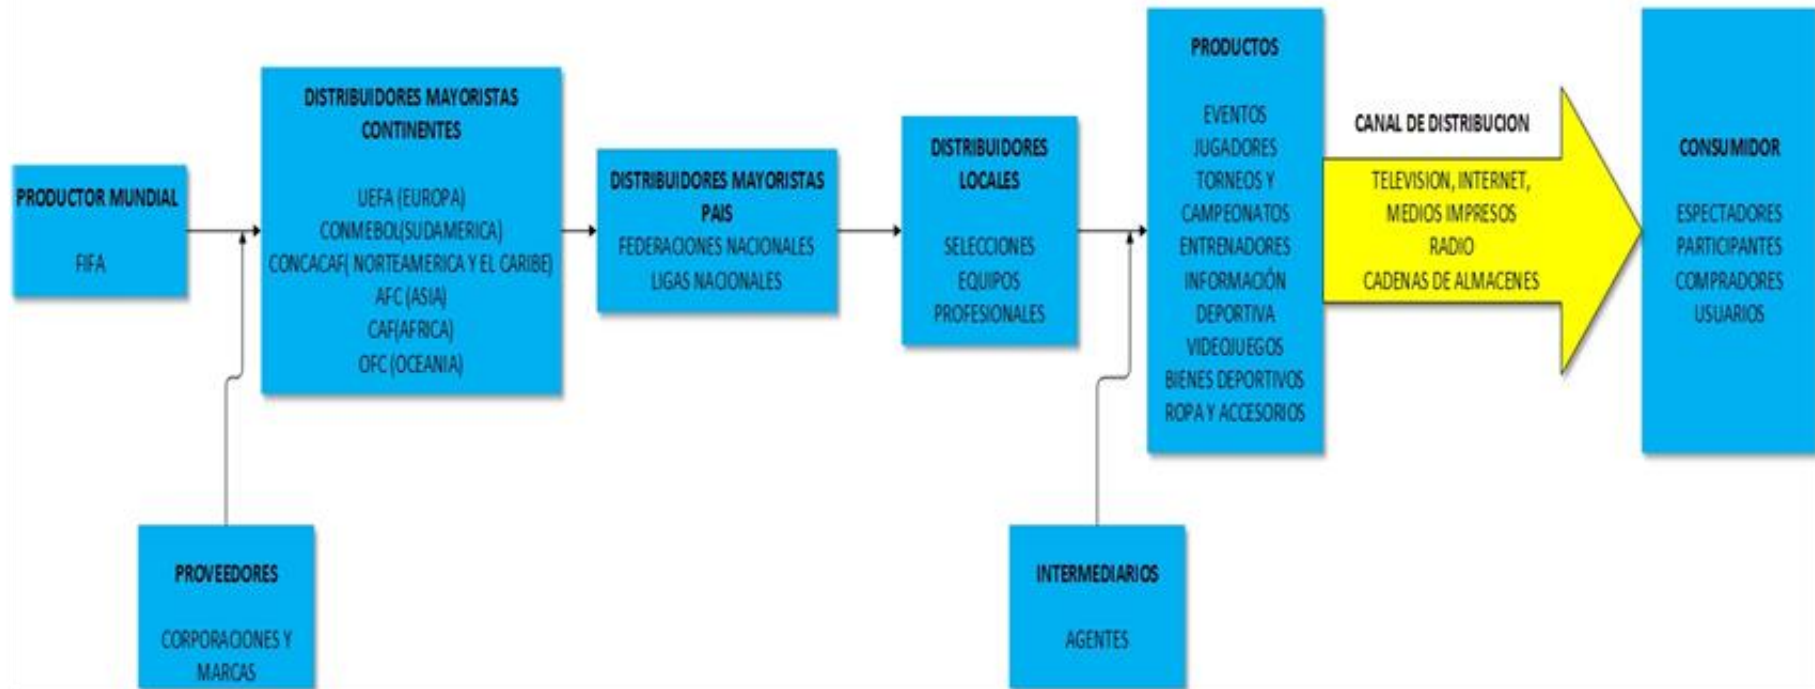 PRODUCTOR MUNDIAL
FIFA
DISTRIBUIDORES MAYORISTAS
CONTINENTES
UEFA (EUROPA)
CONMEBOL(SUDAMERICA)
CONCACAF( NORTEAMERICA Y EL CARIBE)
AFC (ASIA)
CAF(AFRICA)
OFC (OCEANIA)
DISTRIBUIDORES MAYORISTAS
PAIS
FEDERACIONES NACIONALES
LIGAS NACIONALES
DISTRIBUIDORES
LOCALES
SELECCIONES
EQUIPOS
PROFESIONALES
PRODUCTOS
EVENTOS
JUGADORES
TORNEOS Y
CAMPEONATOS
ENTRENADORES
INFORMACIÓN
DEPORTIVA
VIDEOJUEGOS
BIENES DEPORTIVOS
ROPA Y ACCESORIOS
CANAL DE DISTRIBUCION
TELEVISION, INTERNET,
MEDIOS IMPRESOS
RADIO
CADENAS DE ALMACENES
CONSUMIDOR
ESPECTADORES
PARTICIPANTES
COMPRADORES
USUARIOS
PROVEEDORES
CORPORACIONES Y
MARCAS
INTERMEDIARIOS
AGENTES